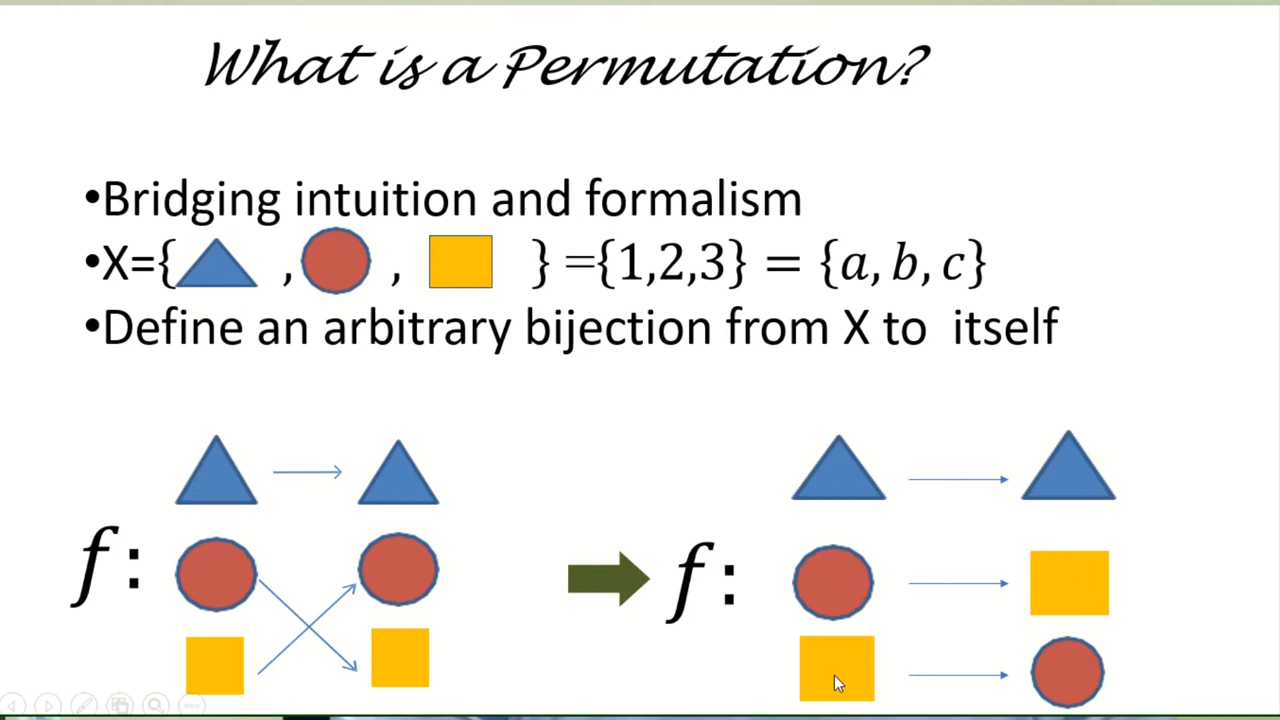 What is a Permutation?
•Bridging intuition and formalism
•X={ , , } ={1,2,3} = {a, b, c}
•Define an arbitrary bijection from X to itself
f: f: